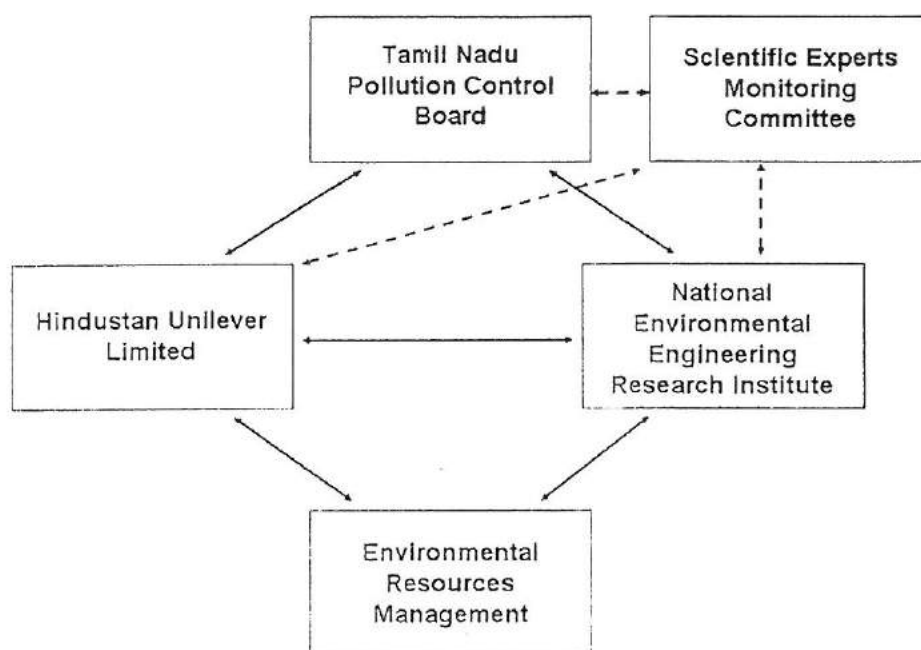 Tamil Nadu
Pollution Control
Board
Scientific Experts
Monitoring
Committee
Hindustan Unilever
Limited
National
Environmental
Engineering
Research Institute
Environmental
Resources
Management